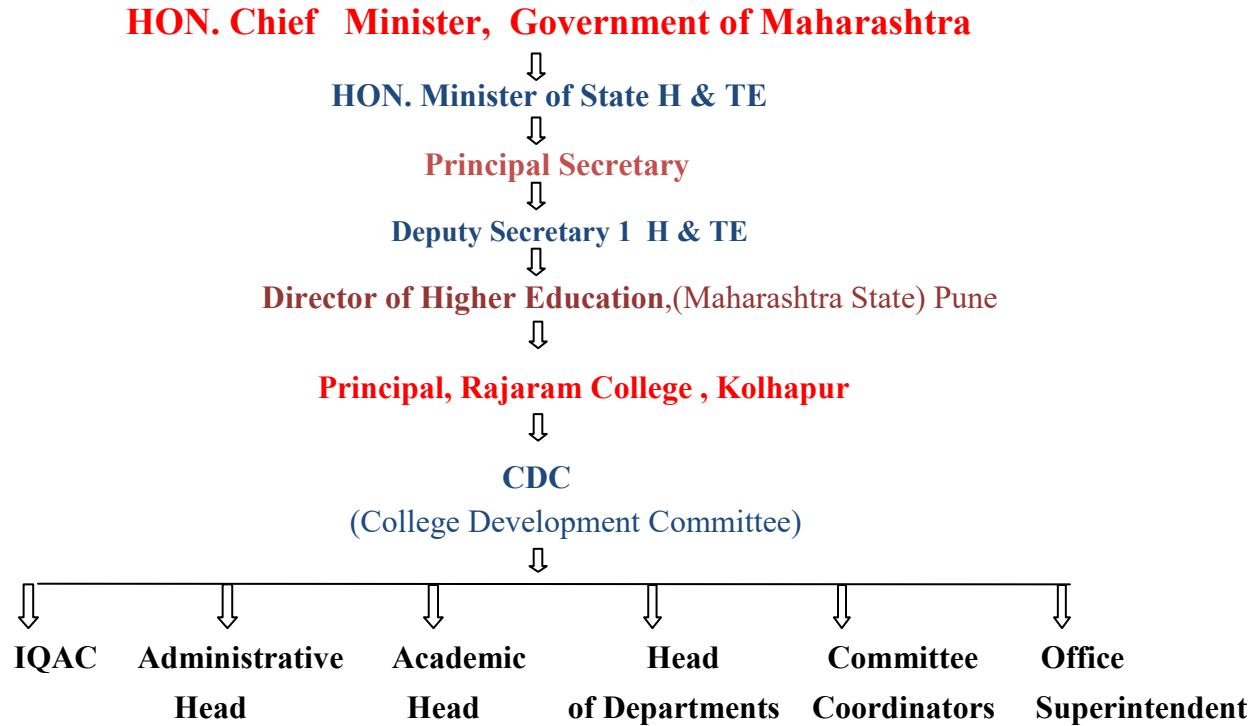 HON. Chief Minister, Government of Maharashtra
HON. Minister of State H & TE
Principal Secretary
Deputy Secretary 1 H & TE
Director of Higher Education,(Maharashtra State) Pune
Principal, Rajaram College , Kolhapur
CDC
(College Development Committee)
IQAC Administrative Academic Head Committee Office
Head Head of Departments Coordinators Superintendent